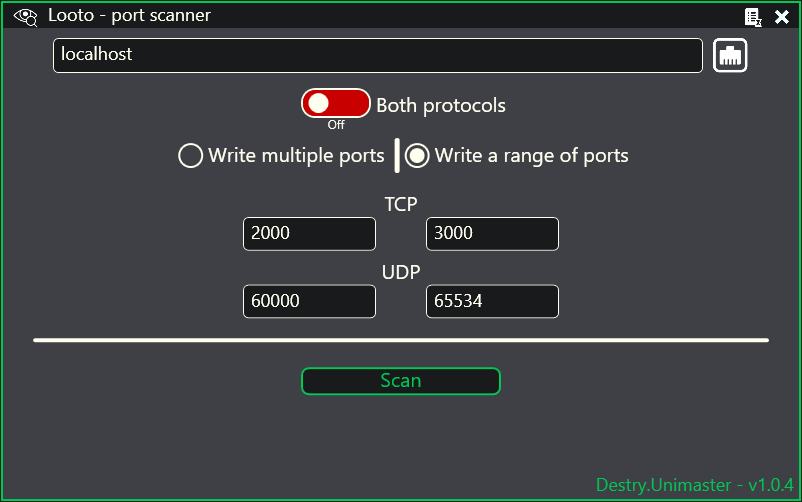 Looto - port scanner
localhost
Both protocols
Off
Write multiple ports
Write a range of ports
TCP
2000
3000
UDP
60000
65534
Scan
Destry.Unimaster - v1.0.4